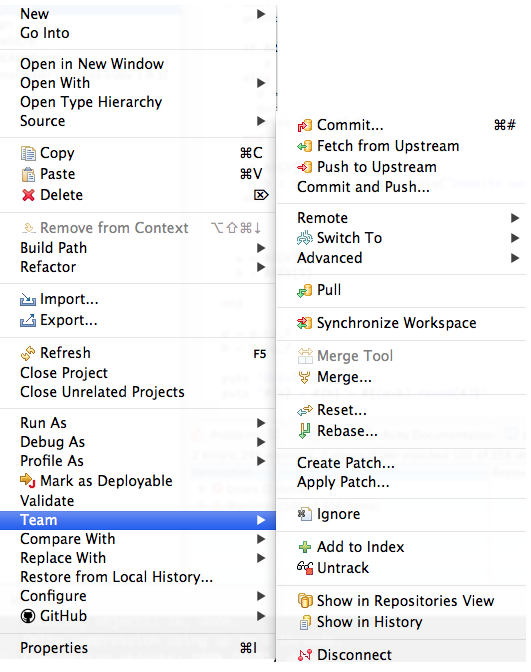 New
Go Into
Open in New Window
Open With
Open Type Hierarchy
Source
Copy ⌘C
Paste ⌘V
Delete ⌦
Remove from Context ⌥⇧⌘↓
Build Path
Refactor
Import...
Export...
Refresh F5
Close Project
Close Unrelated Projects
Run As
Debug As
Profile As
Mark as Deployable
Validate
Team
Compare With
Replace With
Restore from Local History...
Configure
GitHub
Properties ⌘I
Commit... ⌘#
Fetch from Upstream
Push to Upstream
Commit and Push...
Remote
Switch To
Advanced
Pull
Synchronize Workspace
Merge Tool
Merge...
Reset...
Rebase...
Create Patch...
Apply Patch...
Ignore
Add to Index
Untrack
Show in Repositories View
Show in History
Disconnect